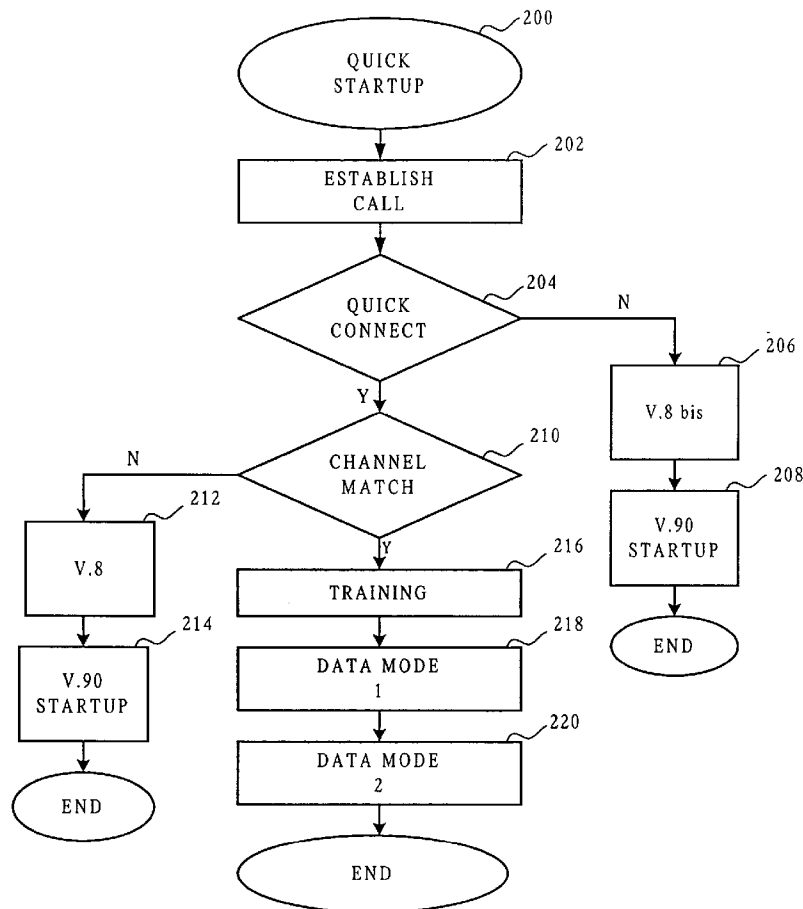 200
QUICK
STARTUP
202
ESTABLISH
CALL
204
QUICK
CONNECT
N
206
V.8 bis
Y
210
CHANNEL
MATCH
N
208
V.90
STARTUP
212
V.8
Y
216
TRAINING
END
214
V.90
STARTUP
218
DATA MODE
1
220
DATA MODE
2
END
END